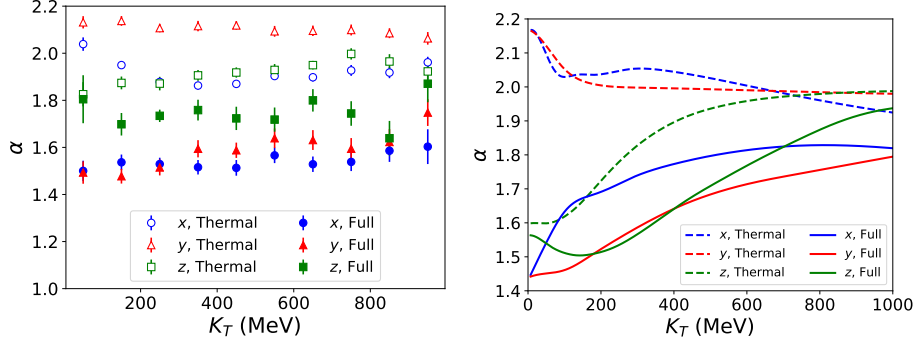 2.2
2.0
1.8
1.6
1.4
1.2
1.0
α
200 400 600 800
K_T (MeV)
x, Thermal
y, Thermal
z, Thermal
x, Full
y, Full
z, Full
2.2
2.1
2.0
1.9
1.8
1.7
1.6
1.5
1.4
α
0 200 400 600 800 1000
K_T (MeV)
x, Thermal
y, Thermal
z, Thermal
x, Full
y, Full
z, Full